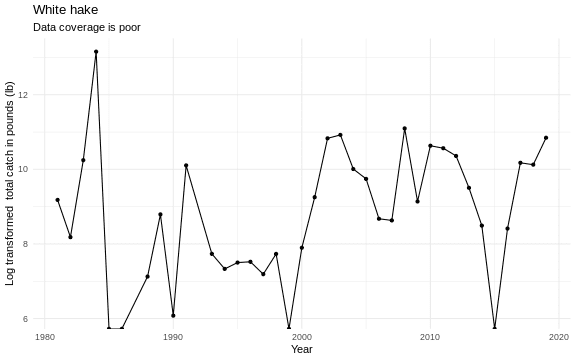 White hake
Data coverage is poor
Log transformed  total catch in pounds (lb)
12
10
8
6
1980
1990
2000
2010
2020
Year